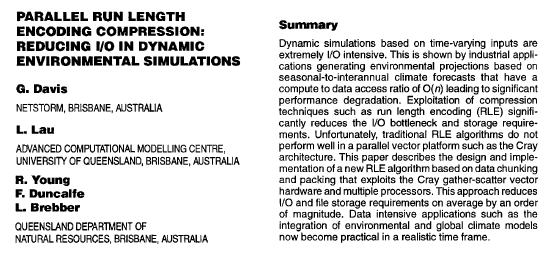 PARALLEL RUN LENGTH
ENCODING COMPRESSION:
REDUCING I/O IN DYNAMIC
ENVIRONMENTAL SIMULATIONS
G. Davis
NETSTORM, BRISBANE, AUSTRALIA
L. Lau
ADVANCED COMPUTATIONAL MODELLING CENTRE,
UNIVERSITY OF QUEENSLAND, BRISBANE, AUSTRALIA
R. Young
F. Duncalfe
L. Brebber
QUEENSLAND DEPARTMENT OF
NATURAL RESOURCES, BRISBANE, AUSTRALIA
Summary
Dynamic simulations based on time-varying inputs are
extremely I/O intensive. This is shown by industrial appli-
cations generating environmental projections based on
seasonal-to-interannual climate forecasts that have a
compute to data access ratio of O(n) leading to significant
performance degradation. Exploitation of compression
techniques such as run length encoding (RLE) signifi-
cantly reduces the I/O bottleneck and storage require-
ments. Unfortunately, traditional RLE algorithms do not
perform well in a parallel vector platform such as the Cray
architecture. This paper describes the design and imple-
mentation of a new RLE algorithm based on data chunking
and packing that exploits the Cray gather-scatter vector
hardware and multiple processors. This approach reduces
I/O and file storage requirements on average by an order
of magnitude. Data intensive applications such as the
integration of environmental and global climate models
now become practical in a realistic time frame.